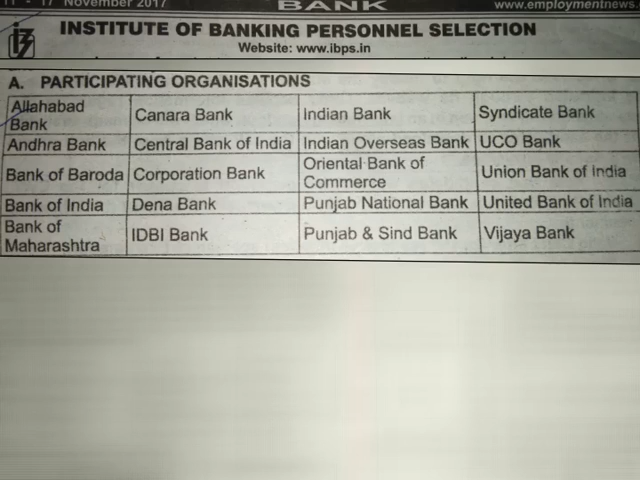 11 - 17 November 2017
BANK
www.employmentnews.
INSTITUTE OF BANKING PERSONNEL SELECTION
Website: www.ibps.in
A. PARTICIPATING ORGANISATIONS
Allahabad
Bank
Canara Bank
Indian Bank
Syndicate Bank
Andhra Bank
Central Bank of India
Indian Overseas Bank
UCO Bank
Bank of Baroda
Corporation Bank
Oriental Bank of
Commerce
Union Bank of India
Bank of India
Dena Bank
Punjab National Bank
United Bank of India
Bank of
Maharashtra
IDBI Bank
Punjab & Sind Bank
Vijaya Bank